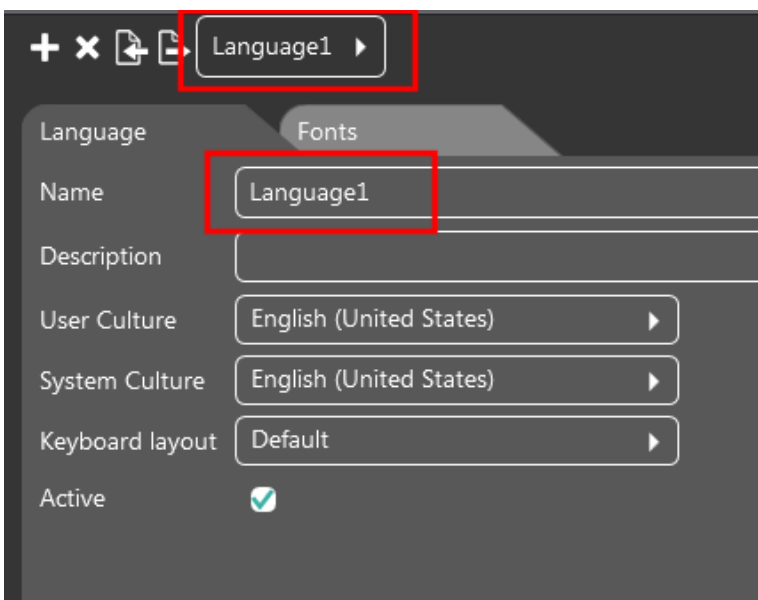 Language1
Language
Fonts
Name
Language1
Description
User Culture
English (United States)
System Culture
English (United States)
Keyboard layout
Default
Active